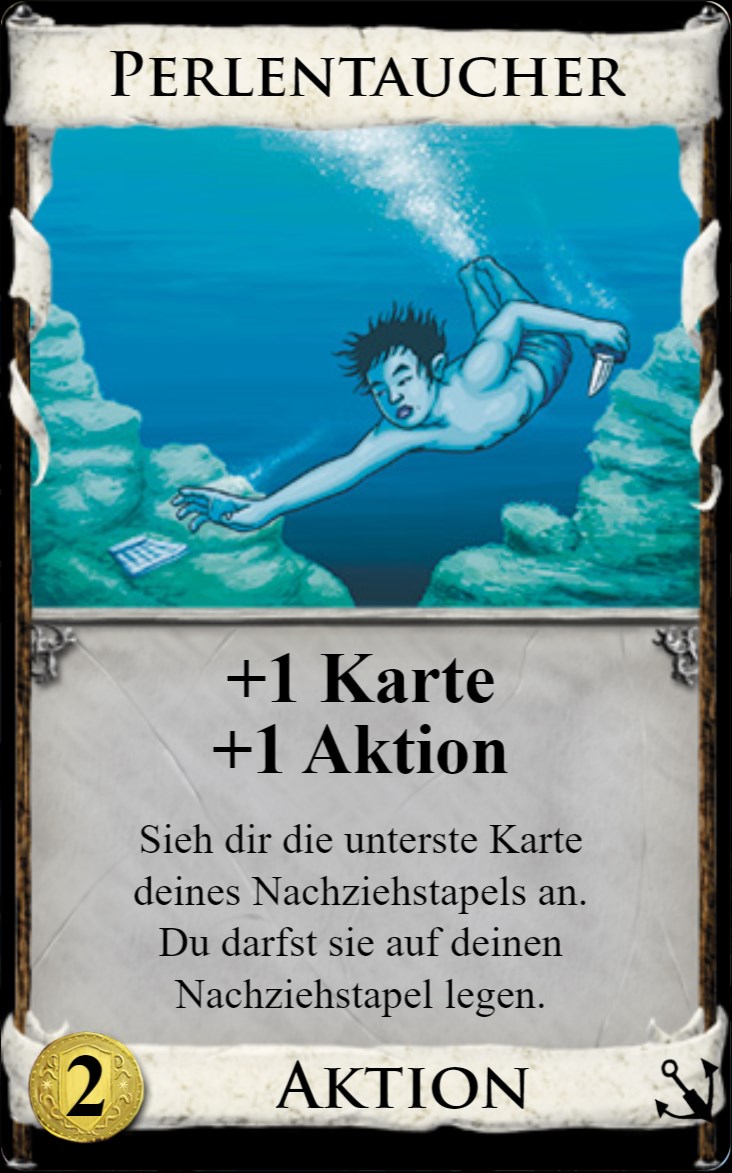 Perlentaucher
+1 Karte
+1 Aktion
Sieh dir die unterste Karte
deines Nachziehstapels an.
Du darfst sie auf deinen
Nachziehstapel legen.
2 Aktion